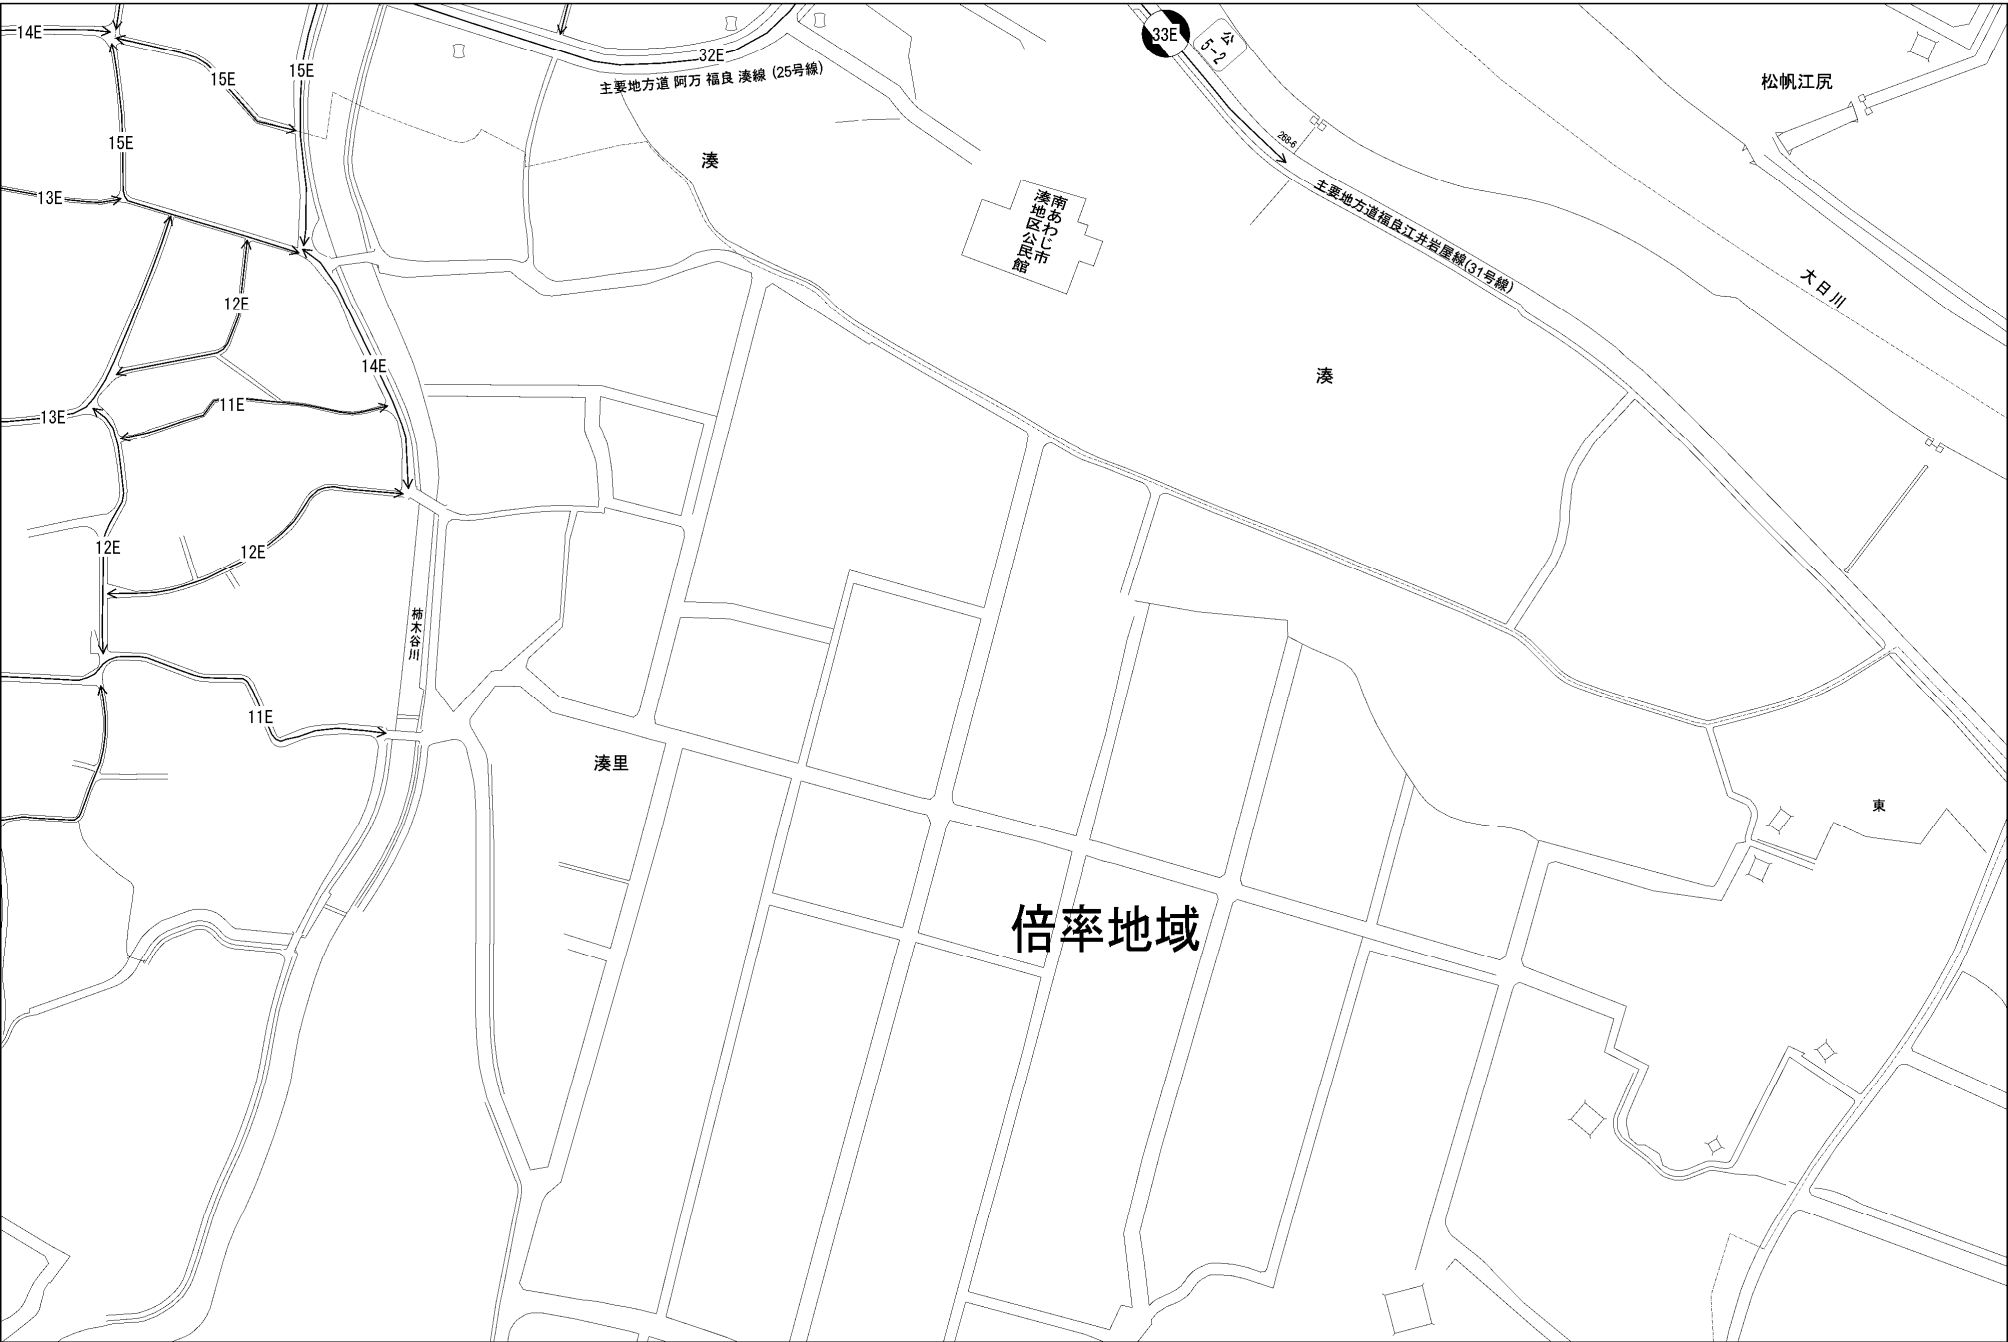 14E
15E
15E
32E
主要地方道 阿万 福良 湊線 (25号線)
33E
公
5-2
松帆江尻
15E
268-6
湊
13E
南あわじ市
湊地区公民館
主要地方道福良江井岩屋線(31号線)
大日川
12E
14E
湊
11E
13E
12E
12E
柿木谷川
11E
湊里
東
倍率地域